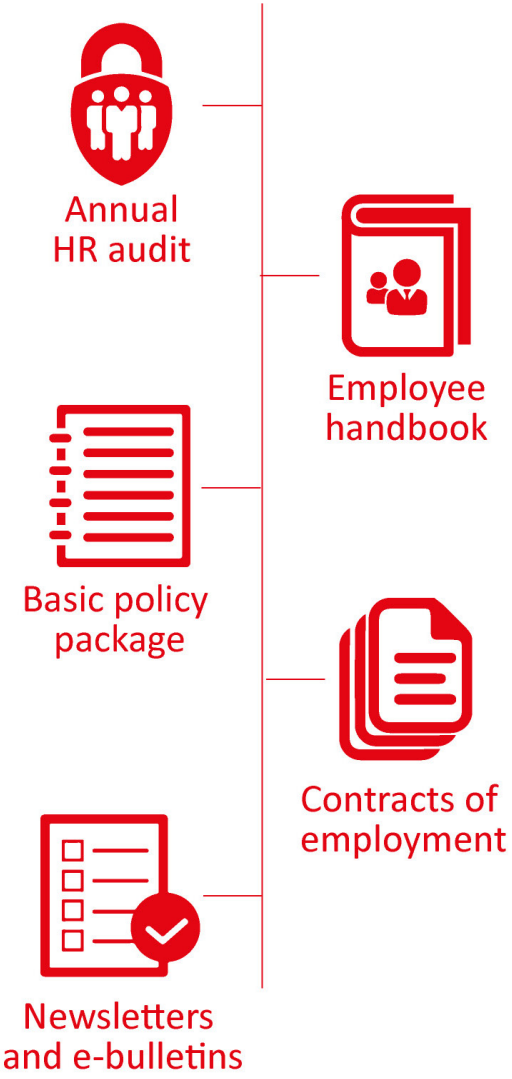 Annual
HR audit
Employee
handbook
Basic policy
package
Contracts of
employment
Newsletters
and e-bulletins